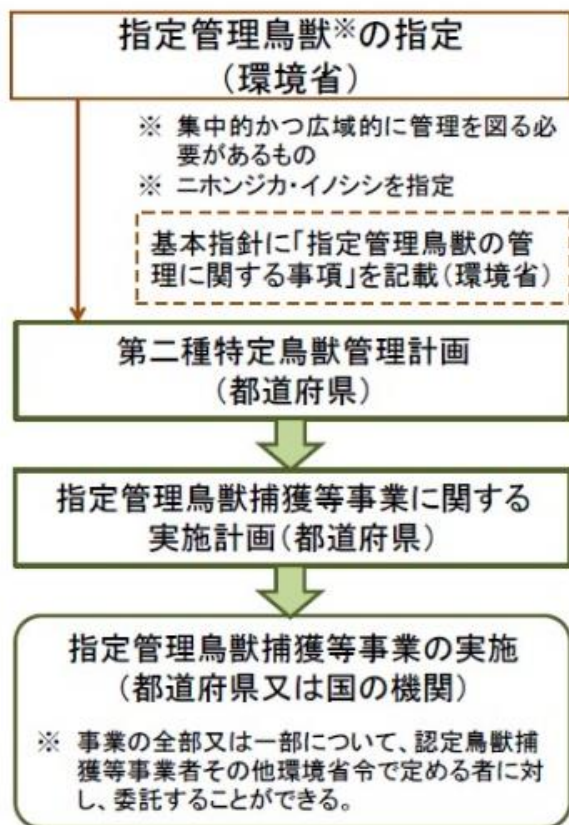 指定管理鳥獣※の指定
(環境省)
※ 集中的かつ広域的に管理を図る必
要があるもの
※ ニホンジカ・イノシシを指定
基本指針に「指定管理鳥獣の管
理に関する事項」を記載(環境省)
第二種特定鳥獣管理計画
(都道府県)
指定管理鳥獣捕獲等事業に関する
実施計画(都道府県)
指定管理鳥獣捕獲等事業の実施
(都道府県又は国の機関)
※ 事業の全部又は一部について、認定鳥獣捕
獲等事業者その他環境省令で定める者に対
し、委託することができる。